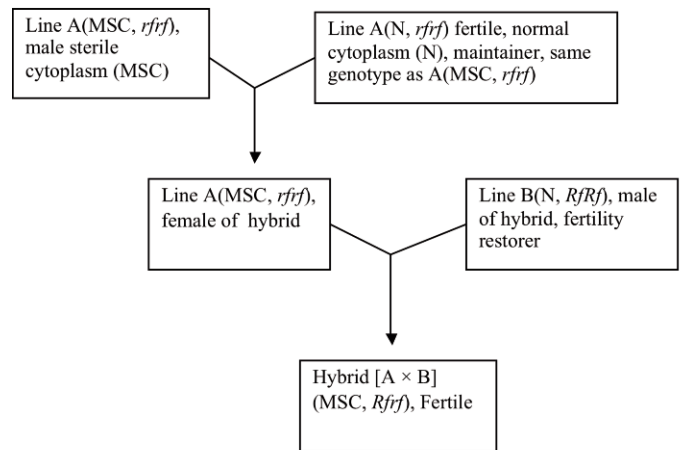 Line A(MSC, rfrf),
male sterile
cytoplasm (MSC)
Line A(N, rfrf) fertile, normal
cytoplasm (N), maintainer, same
genotype as A(MSC, rfrf)
Line A(MSC, rfrf),
female of hybrid
Line B(N, RfRf), male
of hybrid, fertility
restorer
Hybrid [A × B]
(MSC, Rfrf), Fertile